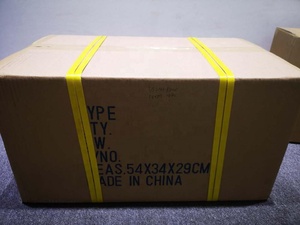 YPE
TY.
.W.
/NO.
EAS.54X34X29CM
ADE IN CHINA